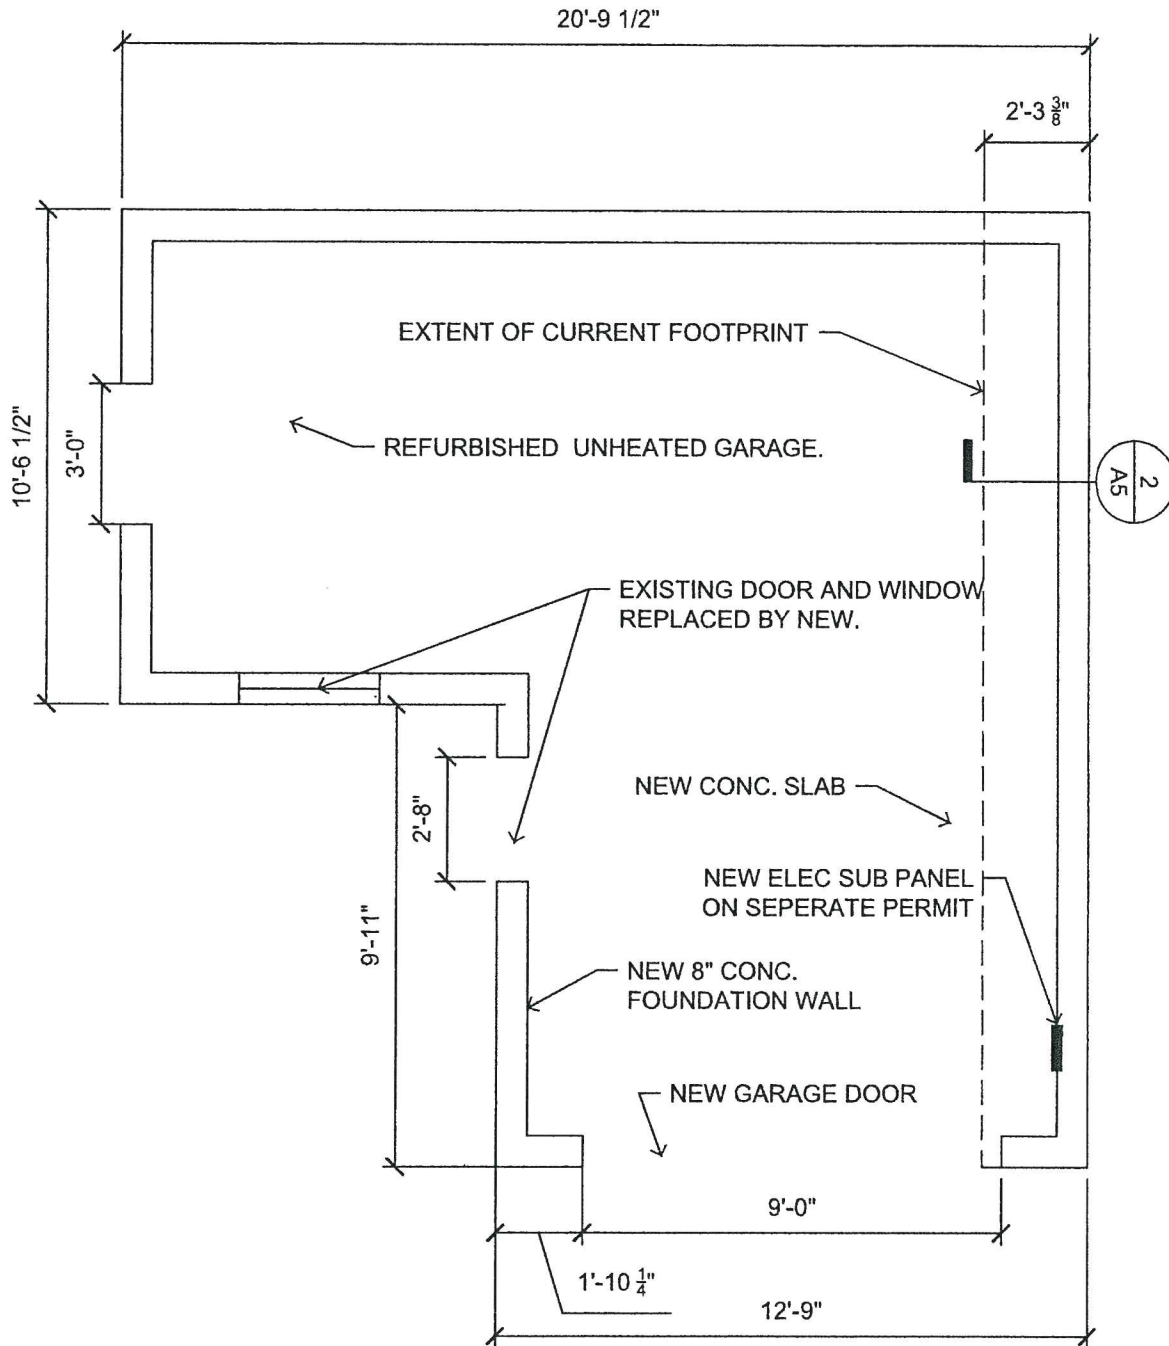 20'-9 1/2"
2'-3 3/8"
EXTENT OF CURRENT FOOTPRINT
10'-6 1/2"
3'-0"
REFURBISHED UNHEATED GARAGE.
2
A5
EXISTING DOOR AND WINDOW
REPLACED BY NEW.
NEW CONC. SLAB
2'-8"
NEW ELEC SUB PANEL
ON SEPERATE PERMIT
9'-11"
NEW 8" CONC.
FOUNDATION WALL
NEW GARAGE DOOR
9'-0"
1'-10 1/4"
12'-9"